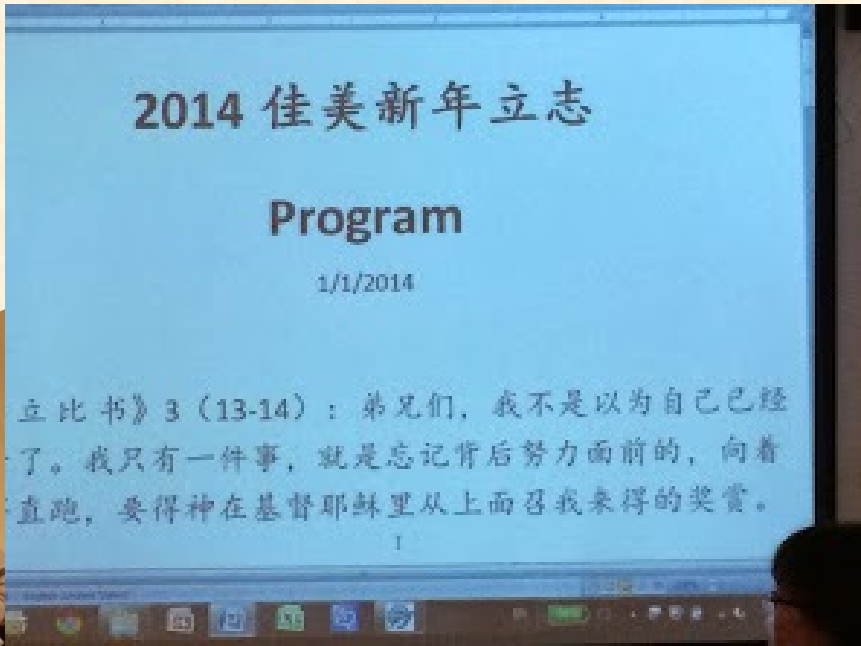 2014 佳美新年立志
Program
1/1/2014
立比书》3（13-14）：弟兄们，我不是以为自己已经
了。我只有一件事，就是忘记背后努力面前的，向着
直跑，要得神在基督耶稣里从上面召我来得的奖赏。